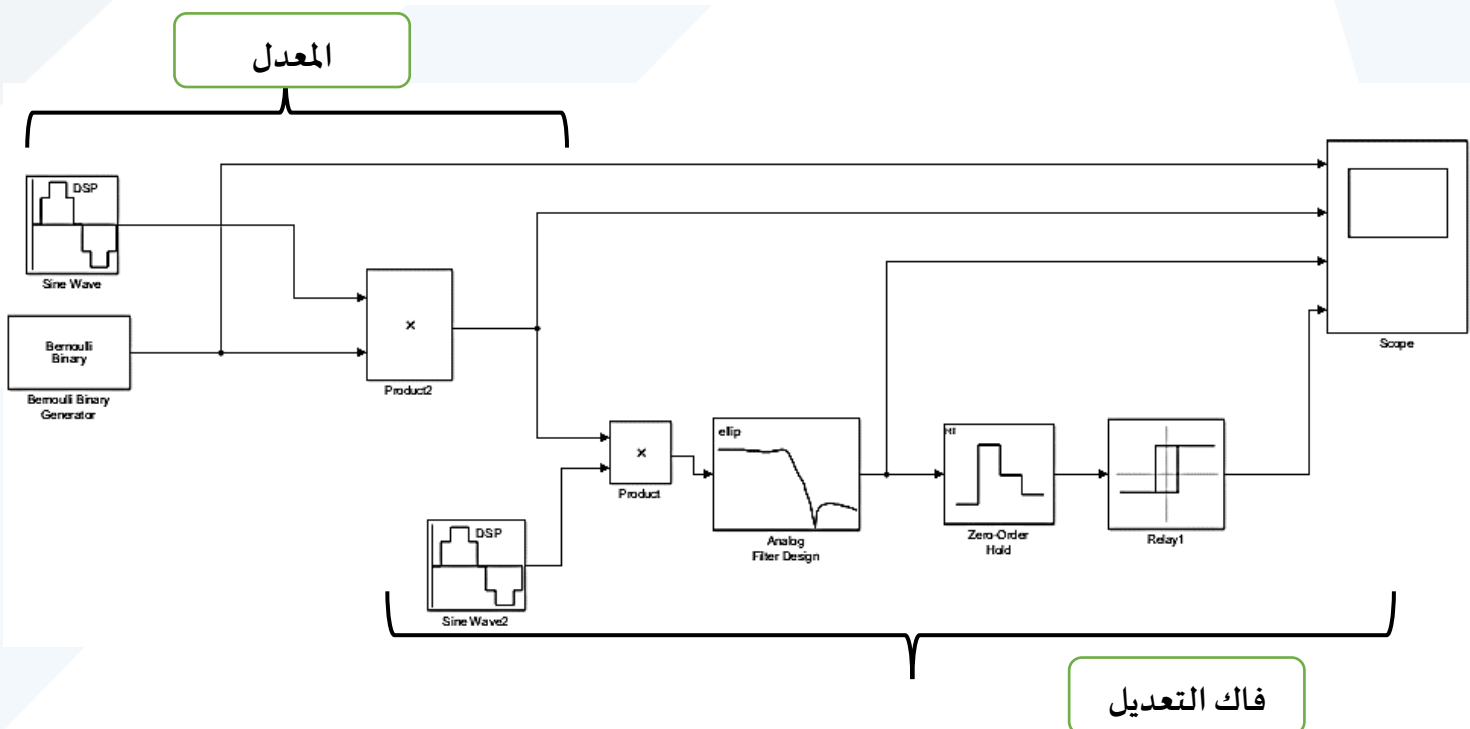 المعدل
DSP
Sine Wave
Bernoulli
Binary
Bernoulli Binary
Generator
×
Product2
Scope
×
Product
ellip
Analog
Filter Design
Zero-Order
Hold
Relay1
DSP
Sine Wave2
فاك التعديل